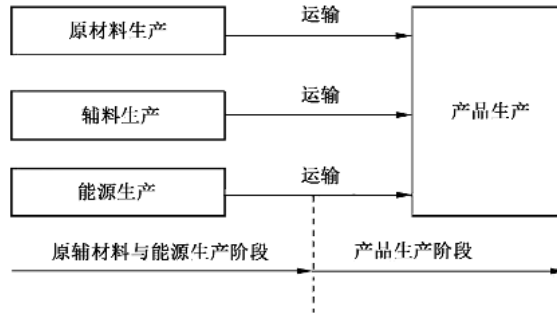 原材料生产
运输
辅料生产
运输
产品生产
能源生产
运输
原辅材料与能源生产阶段
产品生产阶段